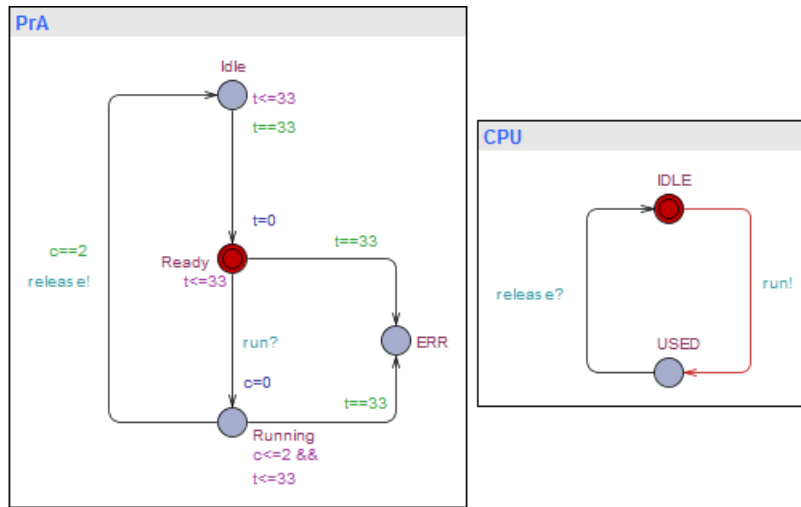 PrA
Idle
t<=33
t==33
t=0
c==2
release!
Ready
t<=33
t==33
run?
c=0
ERR
t==33
Running
c<=2 &&
t<=33
CPU
IDLE
release?
run!
USED